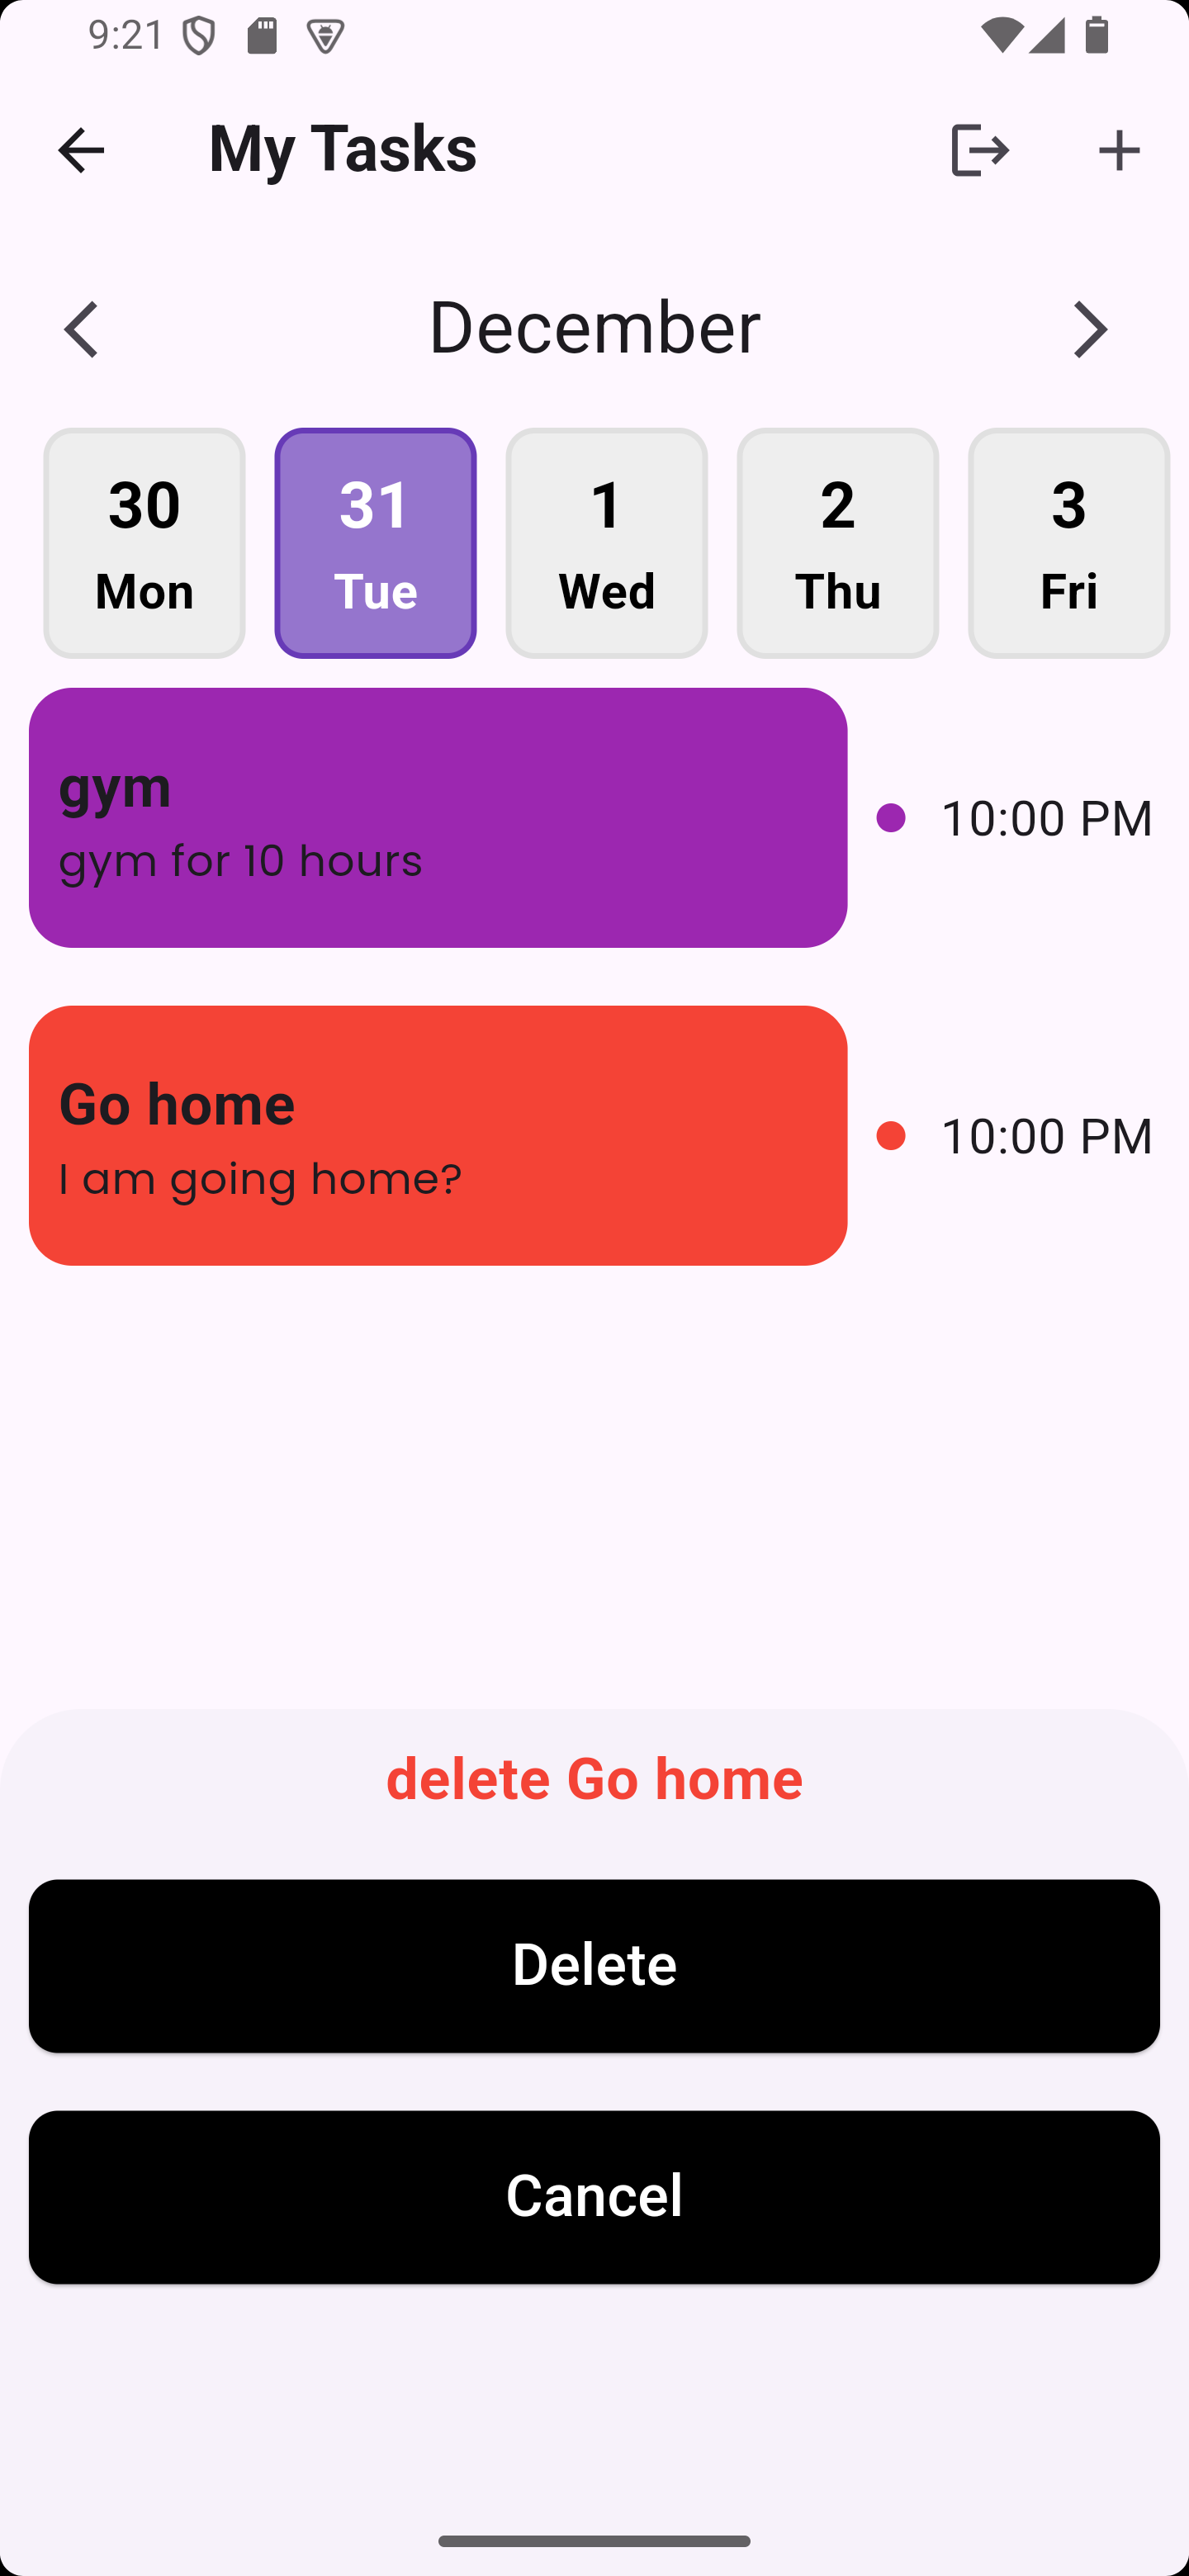 9:21
My Tasks
December
30 31 1 2 3
Mon Tue Wed Thu Fri
gym
gym for 10 hours
10:00 PM
Go home
I am going home?
10:00 PM
delete Go home
Delete
Cancel